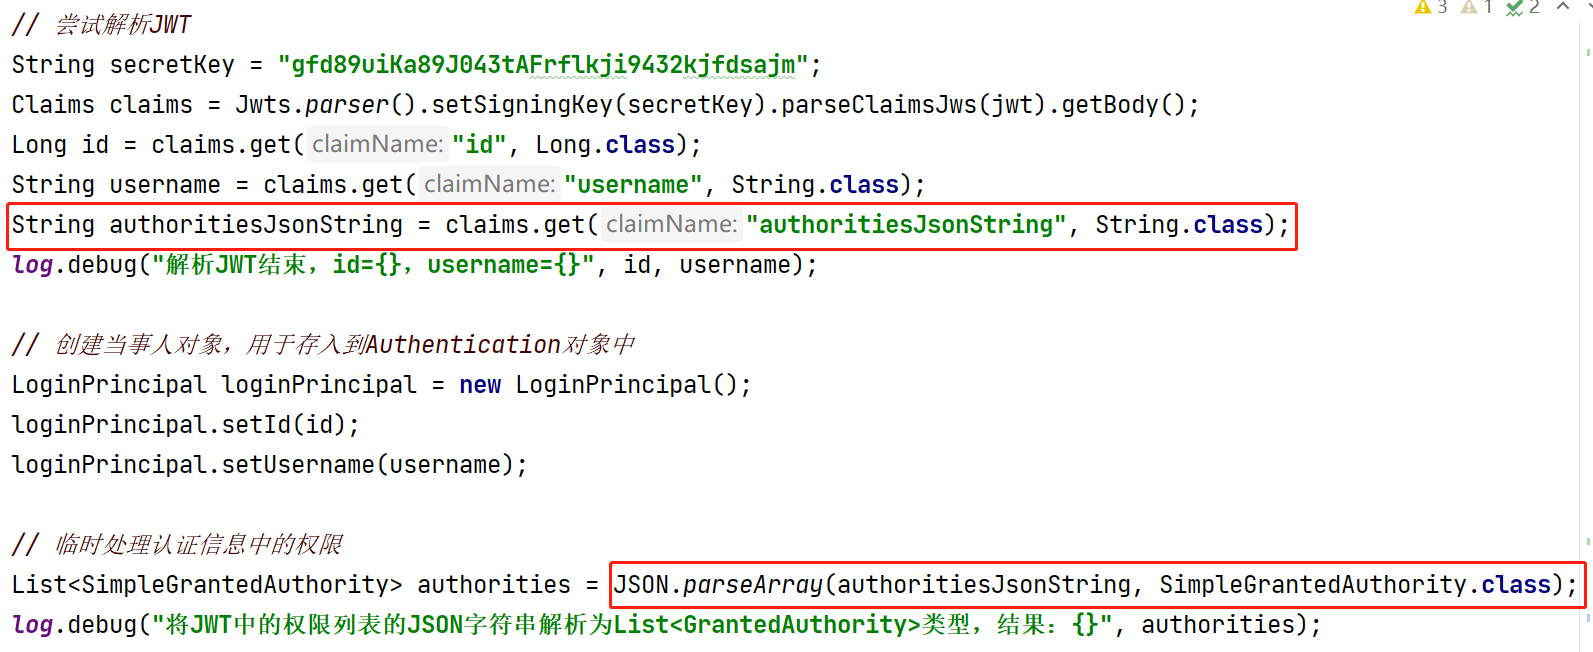 3 1 2
// 尝试解析JWT
String secretKey = "gfd89uiKa89J043tAFrflkji9432kjfdsajm";
Claims claims = Jwts.parser().setSigningKey(secretKey).parseClaimsJws(jwt).getBody();
Long id = claims.get( claimName: "id", Long.class);
String username = claims.get( claimName: "username", String.class);
String authoritiesJsonString = claims.get( claimName: "authoritiesJsonString", String.class);
log.debug("解析JWT结束，id={}，username={}", id, username);
// 创建当事人对象，用于存入到Authentication对象中
LoginPrincipal loginPrincipal = new LoginPrincipal();
loginPrincipal.setId(id);
loginPrincipal.setUsername(username);
// 临时处理认证信息中的权限
List<SimpleGrantedAuthority> authorities = JSON.parseArray(authoritiesJsonString, SimpleGrantedAuthority.class);
log.debug("将JWT中的权限列表的JSON字符串解析为List<GrantedAuthority>类型，结果：{}", authorities);